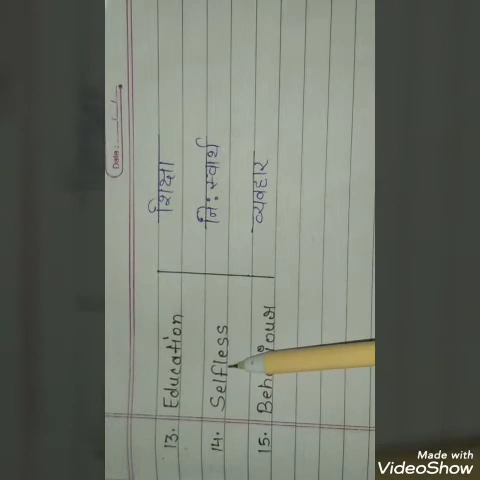 Date :
13. Education शिक्षा
14. Selfless नि:स्वार्थ
15. व्यवहार
Made with
VideoShow